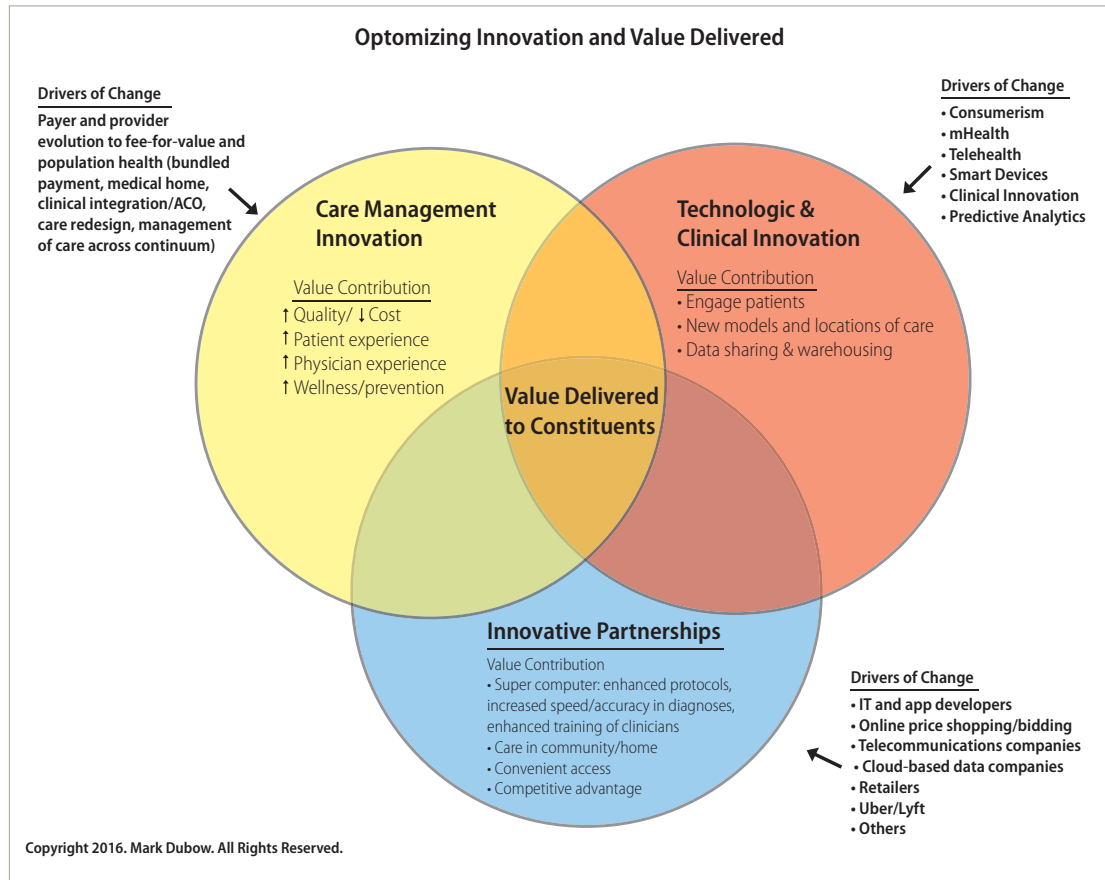 Optomizing Innovation and Value Delivered
Drivers of Change
Payer and provider
evolution to fee-for-value and
population health (bundled
payment, medical home,
clinical integration/ACO,
care redesign, management
of care across continuum)
Drivers of Change
• Consumerism
• mHealth
• Telehealth
• Smart Devices
• Clinical Innovation
• Predictive Analytics
Care Management
Innovation
Value Contribution
↑ Quality/ ↓ Cost
↑ Patient experience
↑ Physician experience
↑ Wellness/prevention
Technologic &
Clinical Innovation
Value Contribution
• Engage patients
• New models and locations of care
• Data sharing & warehousing
Value Delivered
to Constituents
Innovative Partnerships
Value Contribution
• Super computer: enhanced protocols,
increased speed/accuracy in diagnoses,
enhanced training of clinicians
• Care in community/home
• Convenient access
• Competitive advantage
Drivers of Change
• IT and app developers
• Online price shopping/bidding
• Telecommunications companies
• Cloud-based data companies
• Retailers
• Uber/Lyft
• Others
Copyright 2016. Mark Dubow. All Rights Reserved.